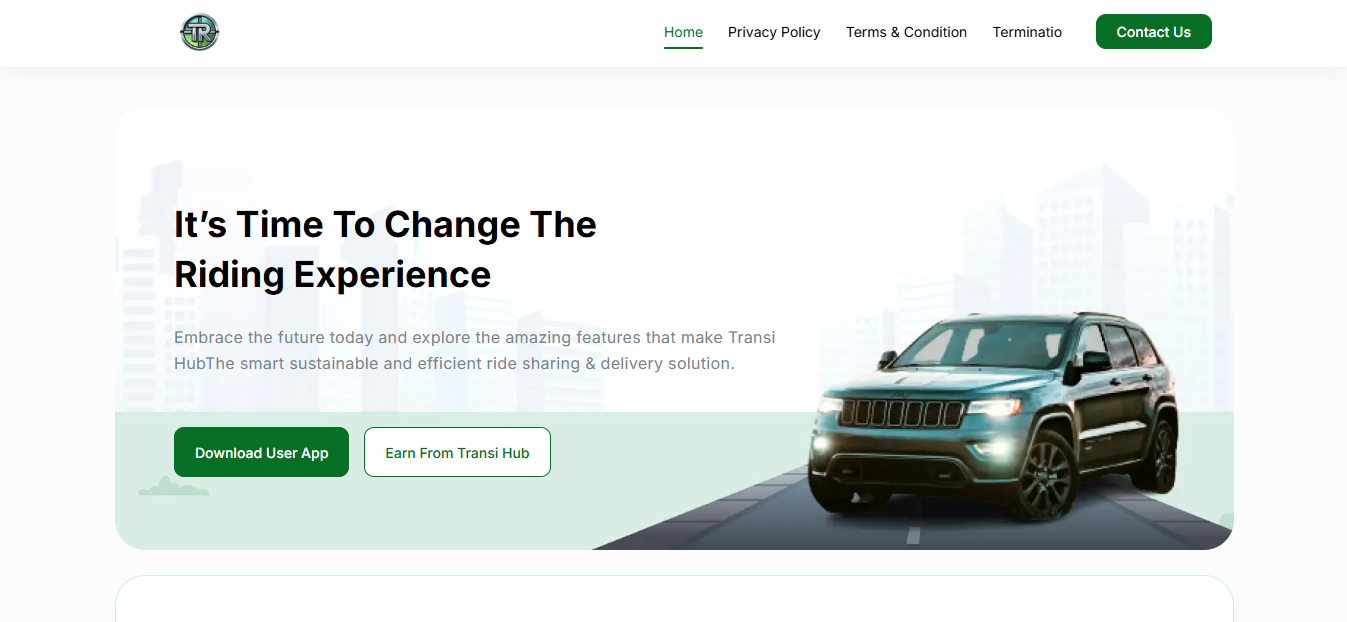 TR
Home Privacy Policy Terms & Condition Terminatio Contact Us
It’s Time To Change The
Riding Experience
Embrace the future today and explore the amazing features that make Transi
HubThe smart sustainable and efficient ride sharing & delivery solution.
Download User App Earn From Transi Hub